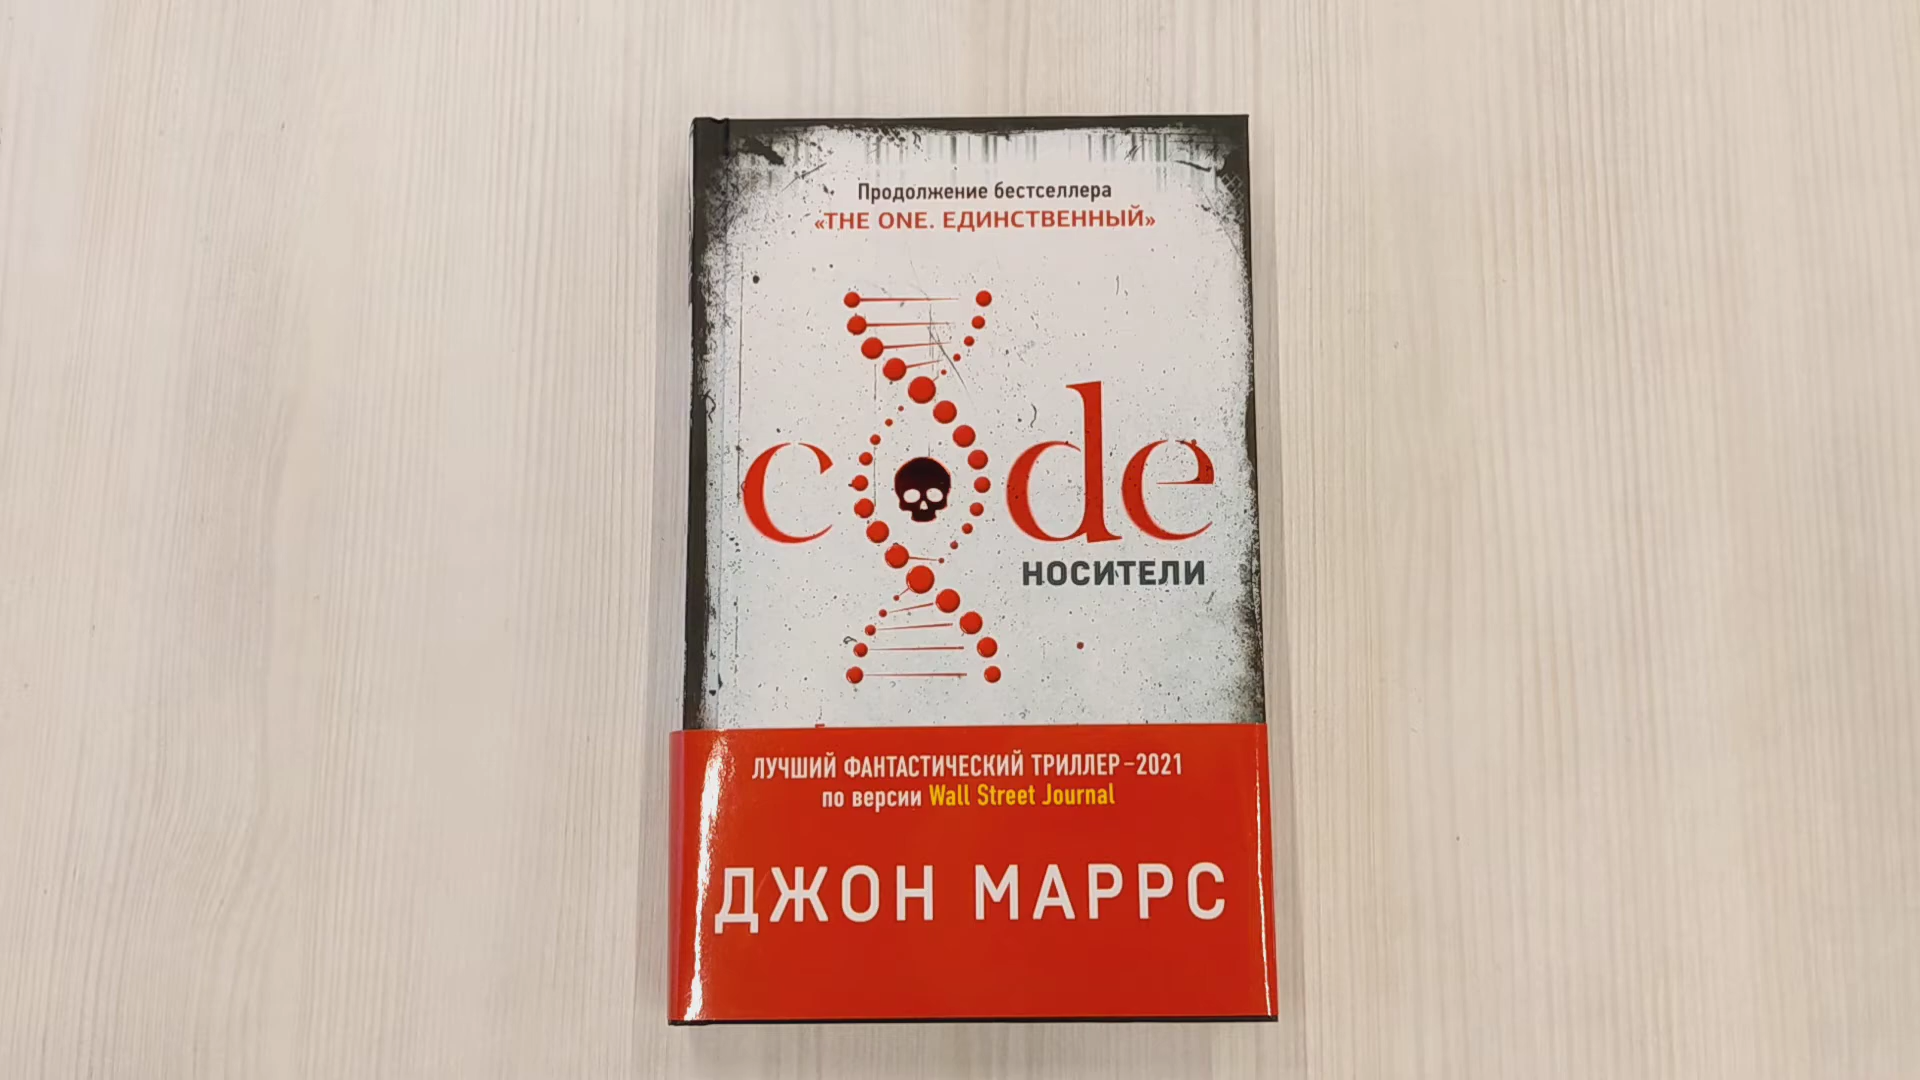 Продолжение бестселлера
«THE ONE. ЕДИНСТВЕННЫЙ»
code
НОСИТЕЛИ
ЛУЧШИЙ ФАНТАСТИЧЕСКИЙ ТРИЛЛЕР–2021
по версии Wall Street Journal
ДЖОН МАРРС